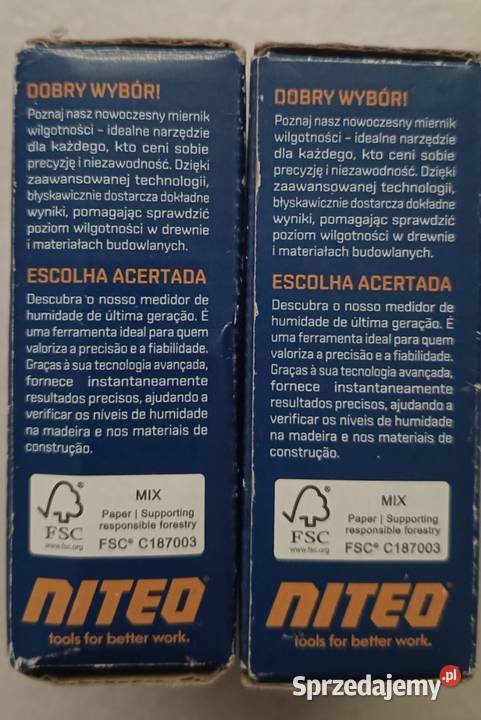 DOBRY WYBÓR!
Poznaj nasz nowoczesny miernik
wilgotności - idealne narzędzie
dla każdego, kto ceni sobie
precyzję i niezawodność. Dzięki
zaawansowanej technologii,
błyskawicznie dostarcza dokładne
wyniki, pomagając sprawdzić
poziom wilgotności w drewnie
i materiałach budowlanych.
ESCOLHA ACERTADA
Descubra o nosso medidor de
humidade de última geração. É
uma ferramenta ideal para quem
valoriza a precisão e a fiabilidade.
Graças à sua tecnologia avançada,
fornece instantaneamente
resultados precisos, ajudando a
verificar os níveis de humidade
na madeira e nos materiais de
construção.
FSC
www.fsc.org
MIX
Paper | Supporting
responsible forestry
FSC® C187003
NITEO
tools for better work.
DOBRY WYBÓR!
Poznaj nasz nowoczesny miernik
wilgotności - idealne narzędzie
dla każdego, kto ceni sobie
precyzję i niezawodność. Dzięki
zaawansowanej technologii,
błyskawicznie dostarcza dokładne
wyniki, pomagając sprawdzić
poziom wilgotności w drewnie
i materiałach budowlanych.
ESCOLHA ACERTADA
Descubra o nosso medidor de
humidade de última geração. É
uma ferramenta ideal para quem
valoriza a precisão e a fiabilidade.
Graças à sua tecnologia avançada,
fornece instantaneamente
resultados precisos, ajudando a
verificar os níveis de humidade
na madeira e nos materiais de
construção.
FSC
www.fsc.org
MIX
Paper | Supporting
responsible forestry
FSC® C187003
NITEO
tools for better work.
Sprzedajemy.pl